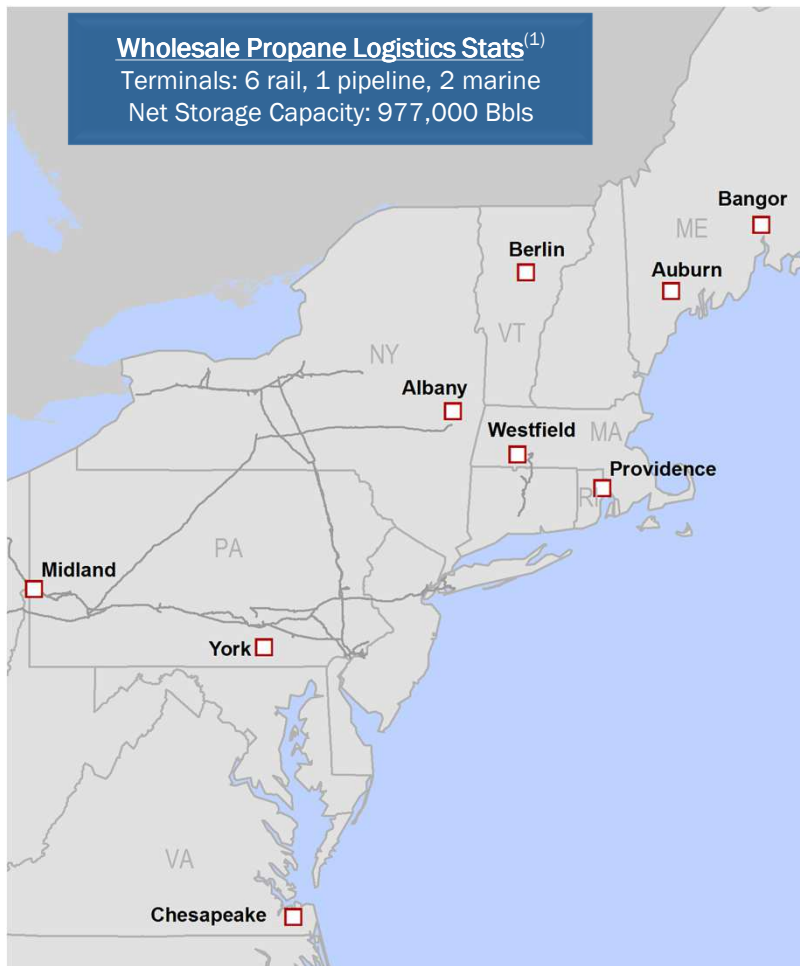 Wholesale Propane Logistics Stats(1)
Terminals: 6 rail, 1 pipeline, 2 marine
Net Storage Capacity: 977,000 Bbls
Bangor
ME
Berlin
Auburn
VT
NY
Albany
Westfield
MA
Providence
RI
PA
Midland
York
VA
Chesapeake